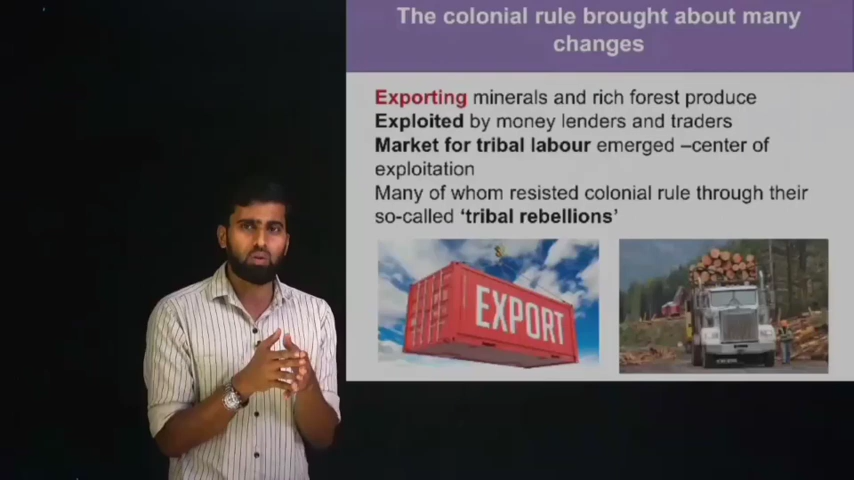 The colonial rule brought about many
changes
Exporting minerals and rich forest produce
Exploited by money lenders and traders
Market for tribal labour emerged –center of
exploitation
Many of whom resisted colonial rule through their
so-called ‘tribal rebellions’
EXPORT